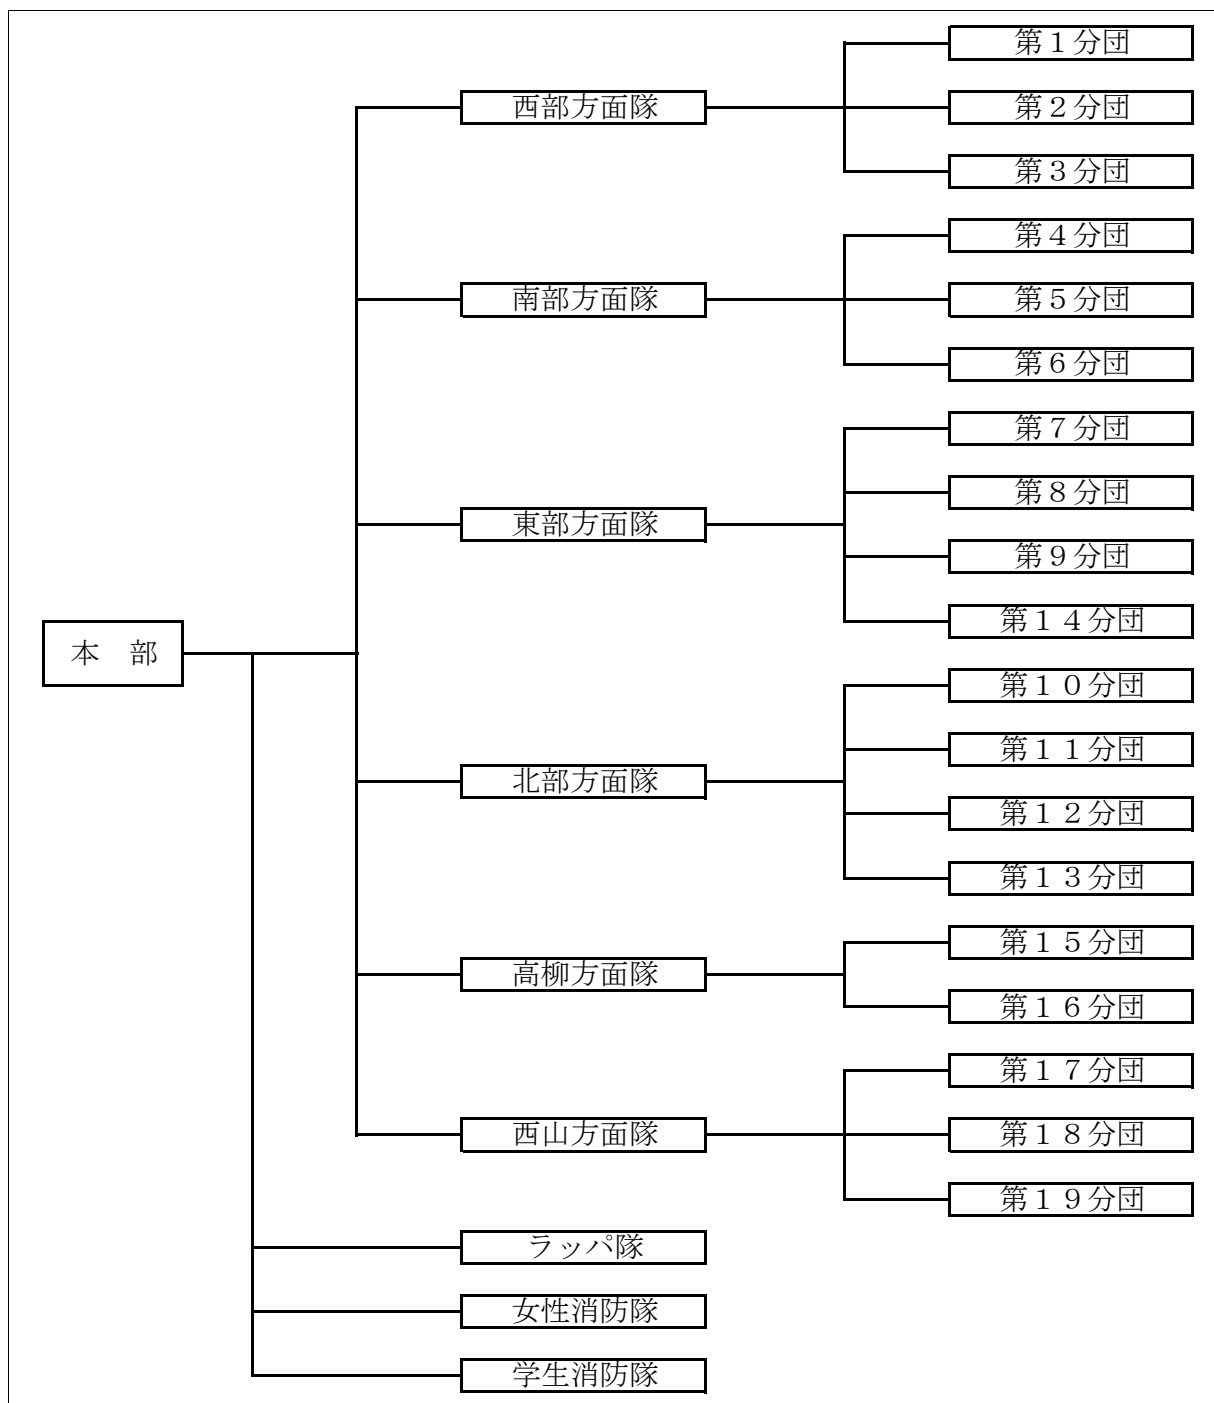 本　部
西部方面隊
第１分団
第２分団
第３分団
南部方面隊
第４分団
第５分団
第６分団
東部方面隊
第７分団
第８分団
第９分団
第１４分団
北部方面隊
第１０分団
第１１分団
第１２分団
第１３分団
高柳方面隊
第１５分団
第１６分団
西山方面隊
第１７分団
第１８分団
第１９分団
ラッパ隊
女性消防隊
学生消防隊